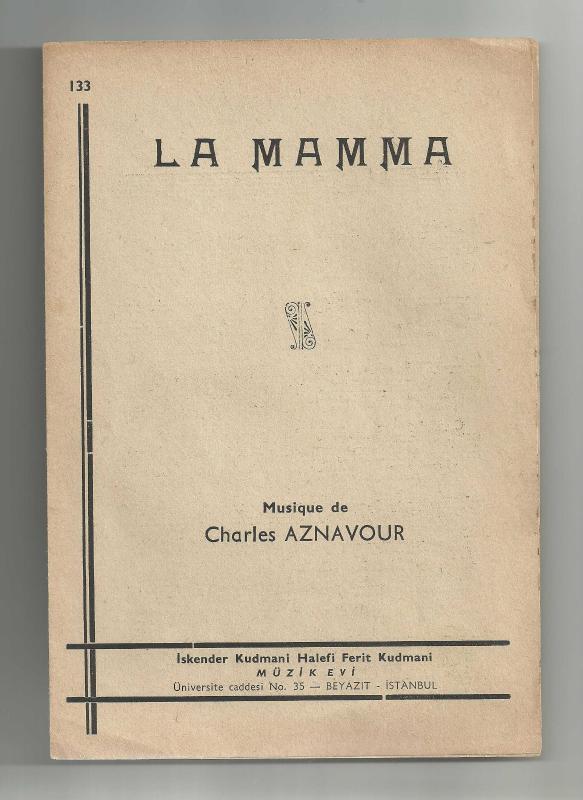 133
LA MAMMA
Musique de
Charles AZNAVOUR
İskender Kudmani Halefi Ferit Kudmani
MÜZİK EVİ
Üniversite caddesi No. 35 — BEYAZIT - İSTANBUL